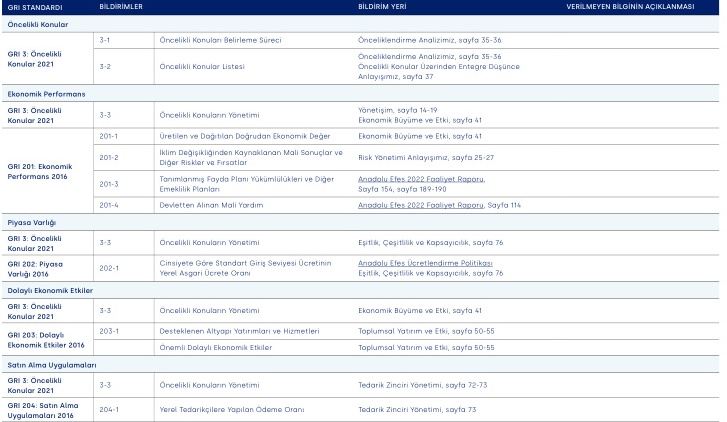 GRI STANDARDI BİLDİRİMLER BİLDİRİM YERİ VERİLMEYEN BİLGİNİN AÇIKLANMASI
Öncelikli Konular
GRI 3: Öncelikli
Konular 2021
3-1 Öncelikli Konuları Belirleme Süreci Önceliklendirme Analizimiz, sayfa 35-36
3-2 Öncelikli Konular Listesi
Önceliklendirme Analizimiz, sayfa 35-36
Öncelikli Konular Üzerinden Entegre Düşünce
Anlayışımız, sayfa 37
Ekonomik Performans
GRI 3: Öncelikli
Konular 2021
3-3 Öncelikli Konuların Yönetimi
Yönetişim, sayfa 14-19
Ekonomik Büyüme ve Etki, sayfa 41
GRI 201: Ekonomik
Performans 2016
201-1 Üretilen ve Dağıtılan Doğrudan Ekonomik Değer Ekonomik Büyüme ve Etki, sayfa 41
201-2
İklim Değişikliğinden Kaynaklanan Mali Sonuçlar ve
Diğer Riskler ve Fırsatlar
Risk Yönetimi Anlayışımız, sayfa 25-27
201-3
Tanımlanmış Fayda Planı Yükümlülükleri ve Diğer
Emeklilik Planları
Anadolu Efes 2022 Faaliyet Raporu,
Sayfa 154, sayfa 189-190
201-4 Devletten Alınan Mali Yardım Anadolu Efes 2022 Faaliyet Raporu, Sayfa 114
Piyasa Varlığı
GRI 3: Öncelikli
Konular 2021
3-3 Öncelikli Konuların Yönetimi Eşitlik, Çeşitlilik ve Kapsayıcılık, sayfa 76
GRI 202: Piyasa
Varlığı 2016
202-1
Cinsiyete Göre Standart Giriş Seviyesi Ücretinin
Yerel Asgari Ücrete Oranı
Anadolu Efes Ücretlendirme Politikası
Eşitlik, Çeşitlilik ve Kapsayıcılık, sayfa 76
Dolaylı Ekonomik Etkiler
GRI 3: Öncelikli
Konular 2021
3-3 Öncelikli Konuların Yönetimi Ekonomik Büyüme ve Etki, sayfa 41
GRI 203: Dolaylı
Ekonomik Etkiler 2016
203-1 Desteklenen Altyapı Yatırımları ve Hizmetleri Toplumsal Yatırım ve Etki, sayfa 50-55
Önemli Dolaylı Ekonomik Etkiler Toplumsal Yatırım ve Etki, sayfa 50-55
Satın Alma Uygulamaları
GRI 3: Öncelikli
Konular 2021
3-3 Öncelikli Konuların Yönetimi Tedarik Zinciri Yönetimi, sayfa 72-73
GRI 204: Satın Alma
Uygulamaları 2016
204-1 Yerel Tedarikçilere Yapılan Ödeme Oranı Tedarik Zinciri Yönetimi, sayfa 73